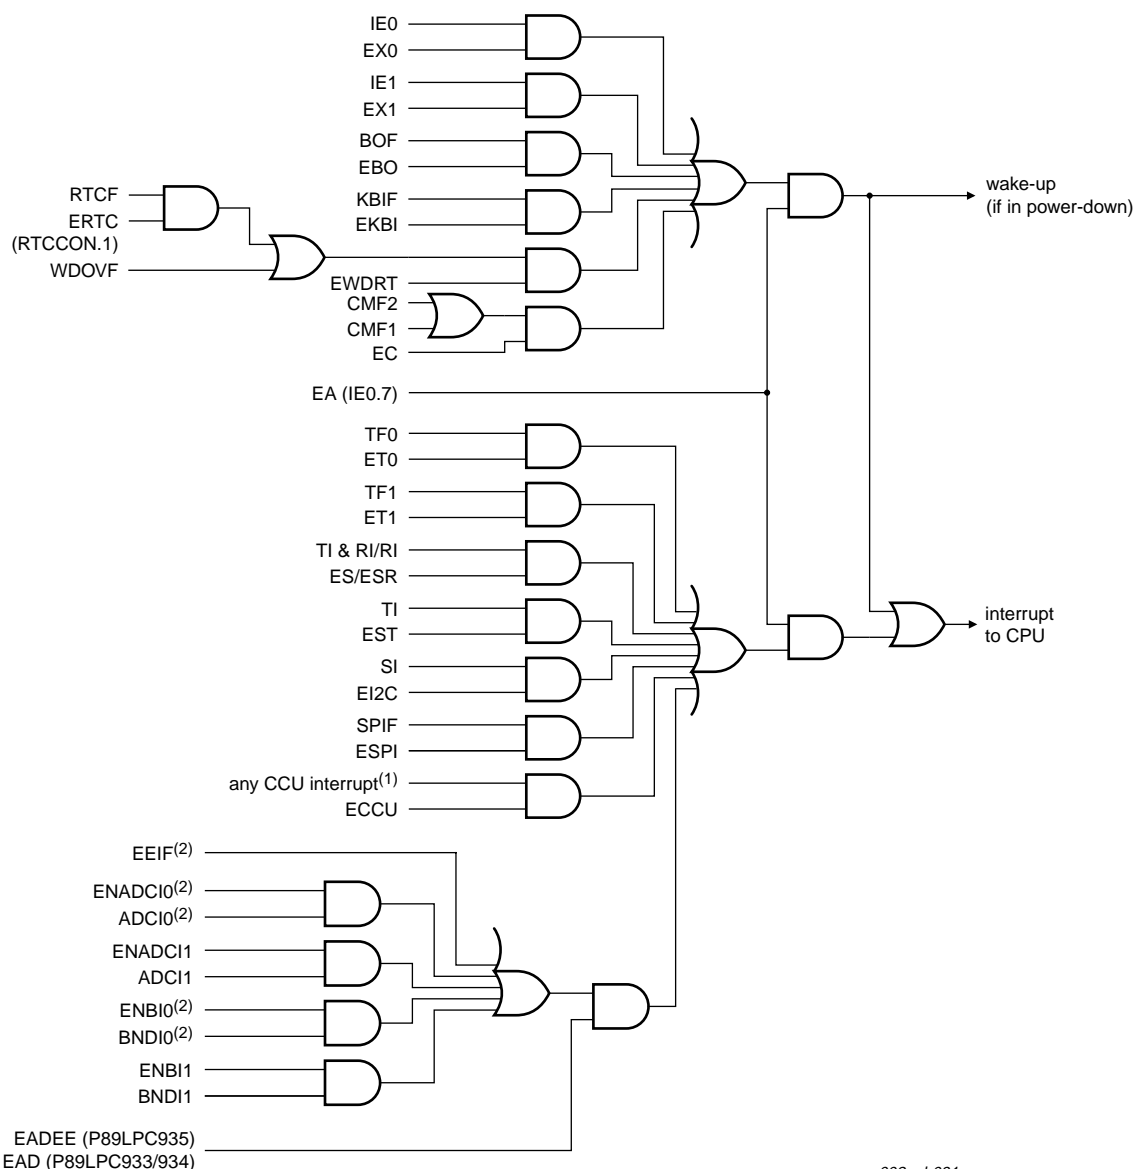 IE0
EX0
IE1
EX1
BOF
EBO
RTCF
KBIF
wake-up
(if in power-down)
ERTC
EKBI
(RTCCON.1)
WDOVF
EWDRT
CMF2
CMF1
EC
EA (IE0.7)
TF0
ET0
TF1
ET1
TI & RI/RI
ES/ESR
TI
interrupt
to CPU
EST
SI
EI2C
SPIF
ESPI
any CCU interrupt(1)
ECCU
EEIF(2)
ENADCI0(2)
ADCI0(2)
ENADCI1
ADCI1
ENBI0(2)
BNDI0(2)
ENBI1
BNDI1
EADEE (P89LPC935)
EAD (P89LPC933/934)